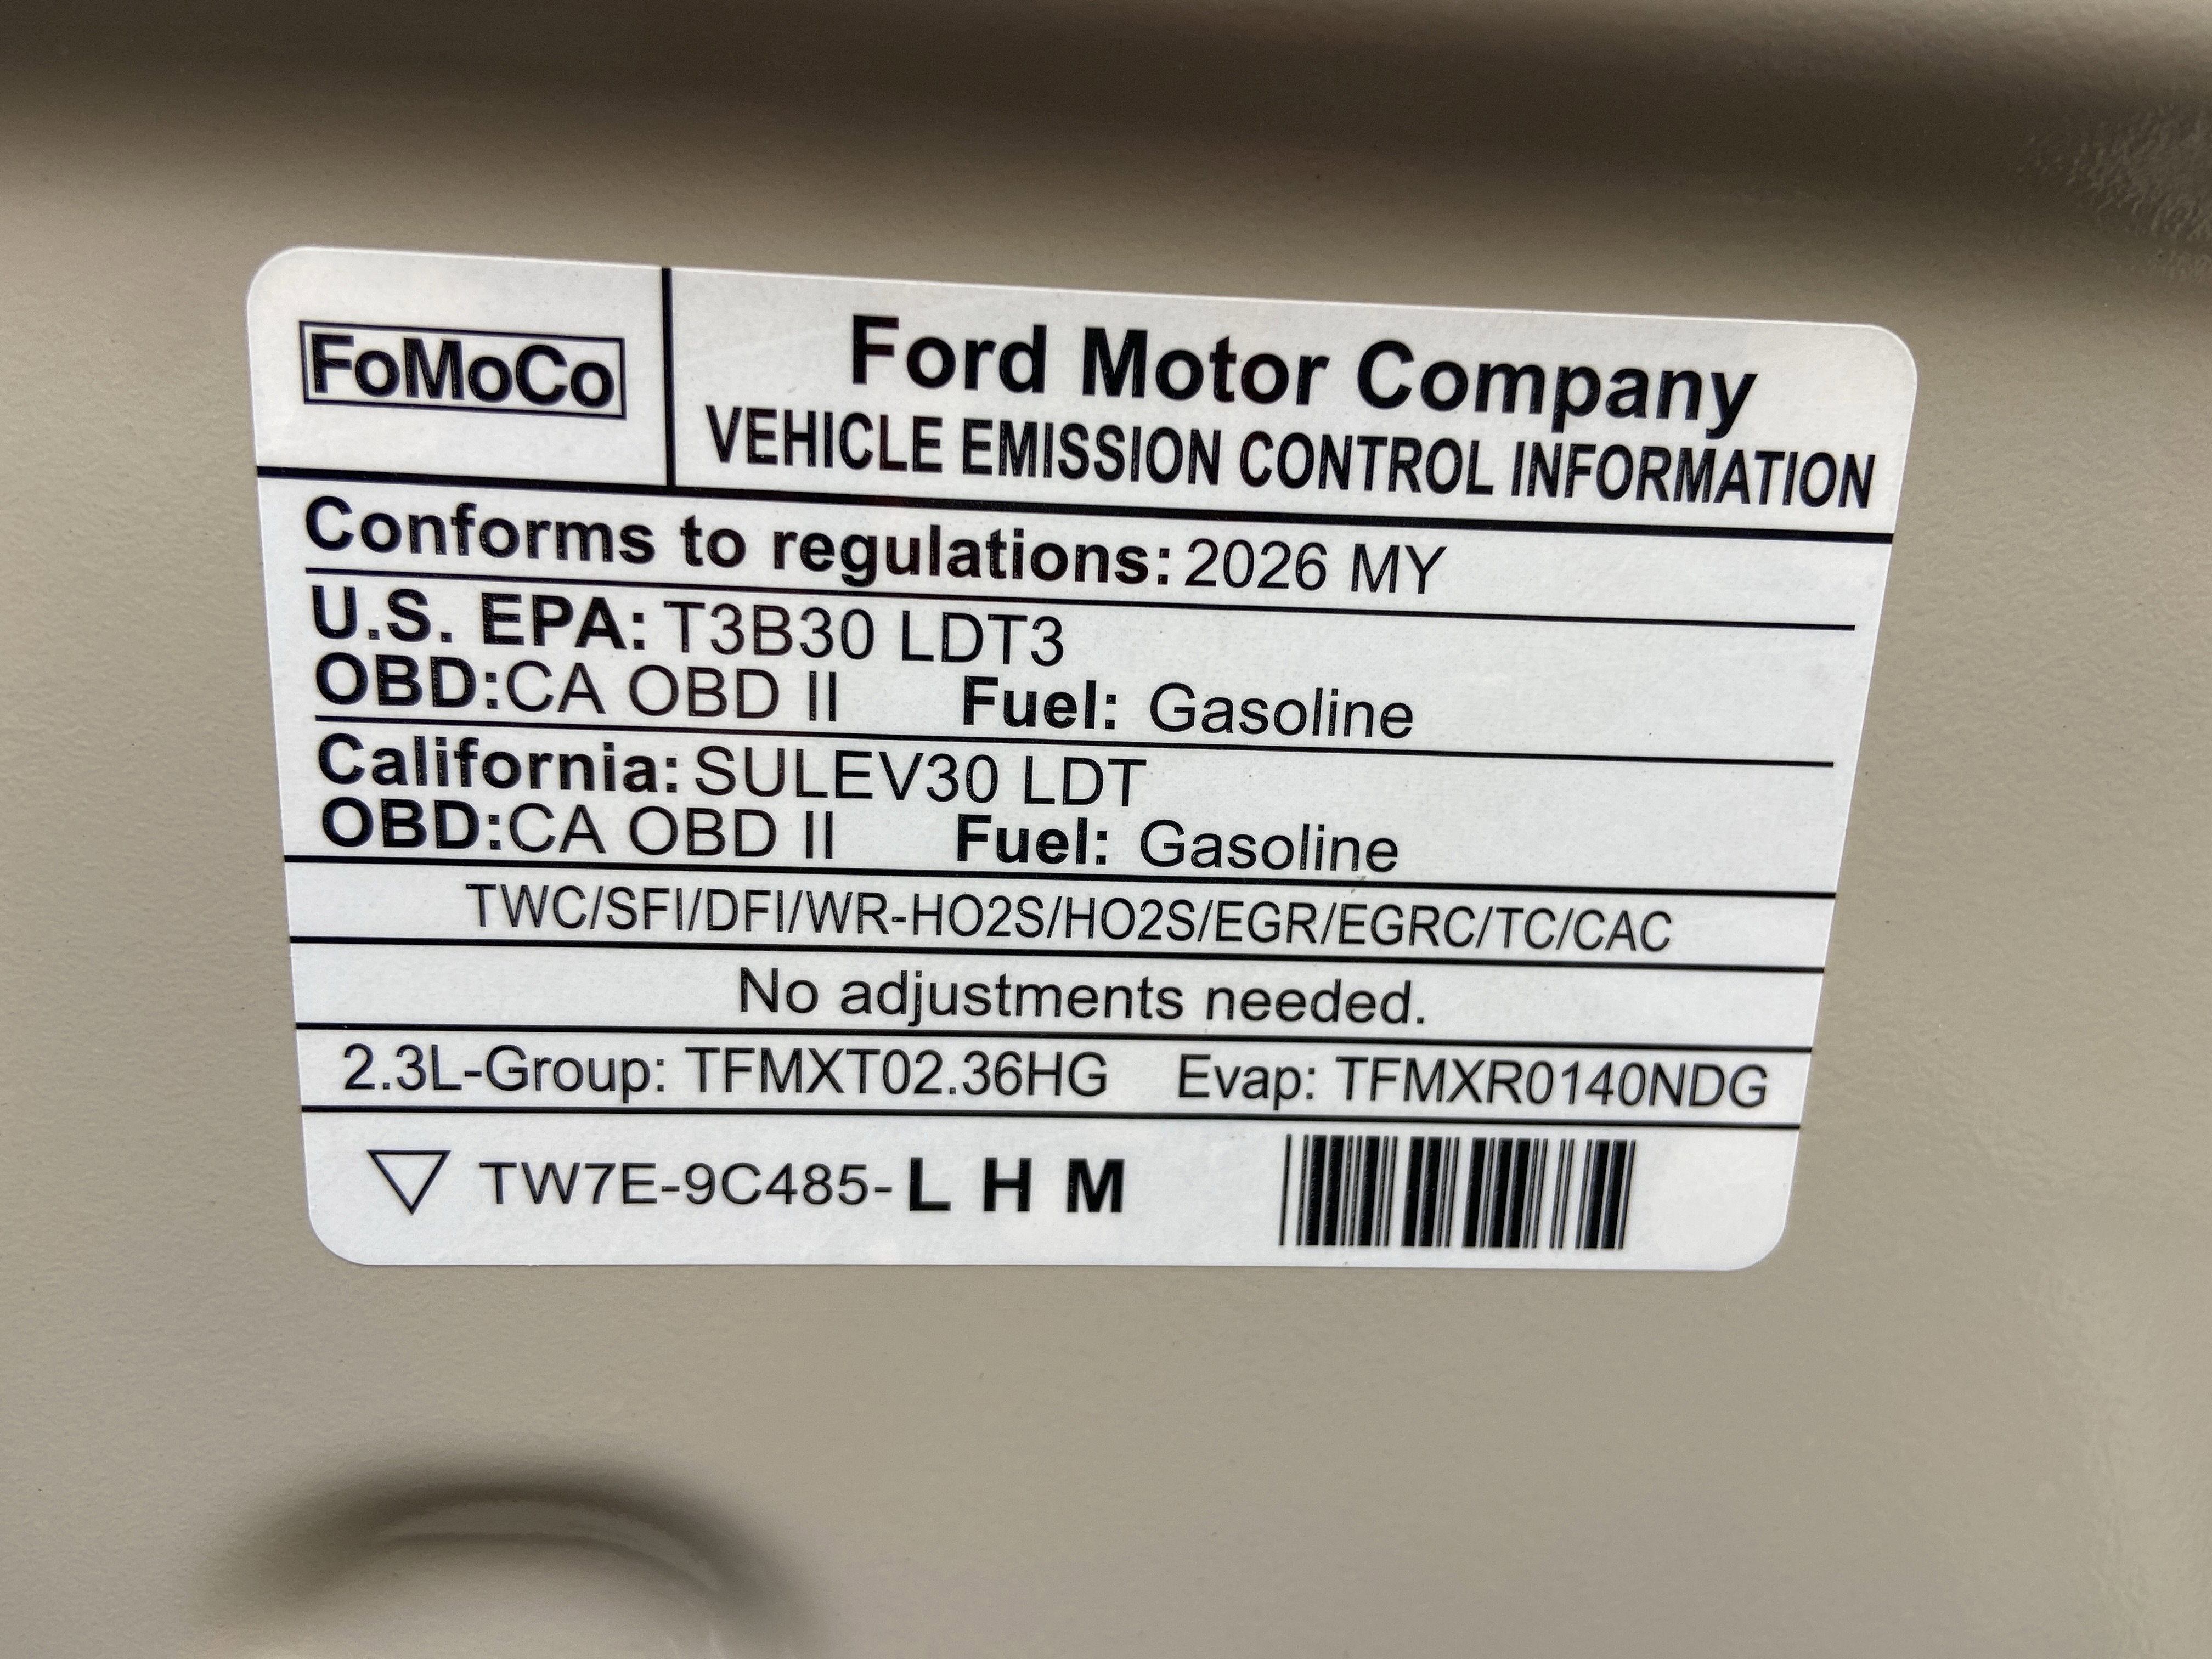 FoMoCo
Ford Motor Company
VEHICLE EMISSION CONTROL INFORMATION
Conforms to regulations: 2026 MY
U.S. EPA: T3B30 LDT3
OBD:CA OBD II Fuel: Gasoline
California: SULEV30 LDT
OBD:CA OBD II Fuel: Gasoline
TWC/SFI/DFI/WR-HO2S/HO2S/EGR/EGRC/TC/CAC
No adjustments needed.
2.3L-Group: TFMXT02.36HG Evap: TFMXR0140NDG
TW7E-9C485-L H M